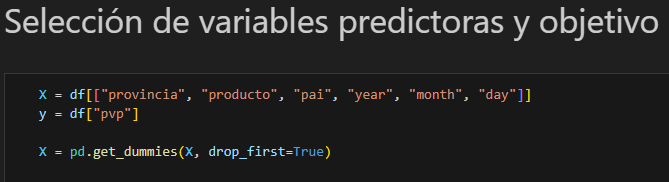 Selección de variables predictoras y objetivo
X = df[["provincia", "producto", "pai", "year", "month", "day"]]
y = df["pvp"]
X = pd.get_dummies(X, drop_first=True)